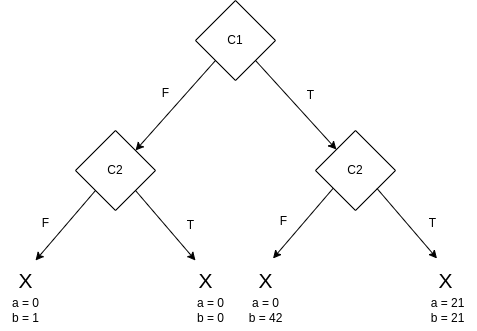 C1
F
T
C2
C2
F
T
F
T
X
X
X
X
a = 0
a = 0
a = 0
a = 21
b = 1
b = 0
b = 42
b = 21